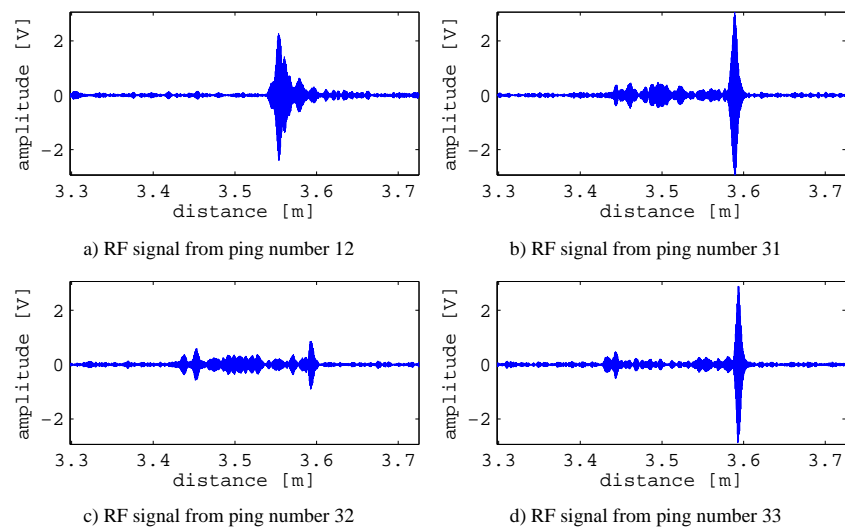 amplitude [V]
2
0
−2
3.3 3.4 3.5 3.6 3.7
distance [m]
a) RF signal from ping number 12
amplitude [V]
2
0
−2
3.3 3.4 3.5 3.6 3.7
distance [m]
b) RF signal from ping number 31
amplitude [V]
2
0
−2
3.3 3.4 3.5 3.6 3.7
distance [m]
c) RF signal from ping number 32
amplitude [V]
2
0
−2
3.3 3.4 3.5 3.6 3.7
distance [m]
d) RF signal from ping number 33